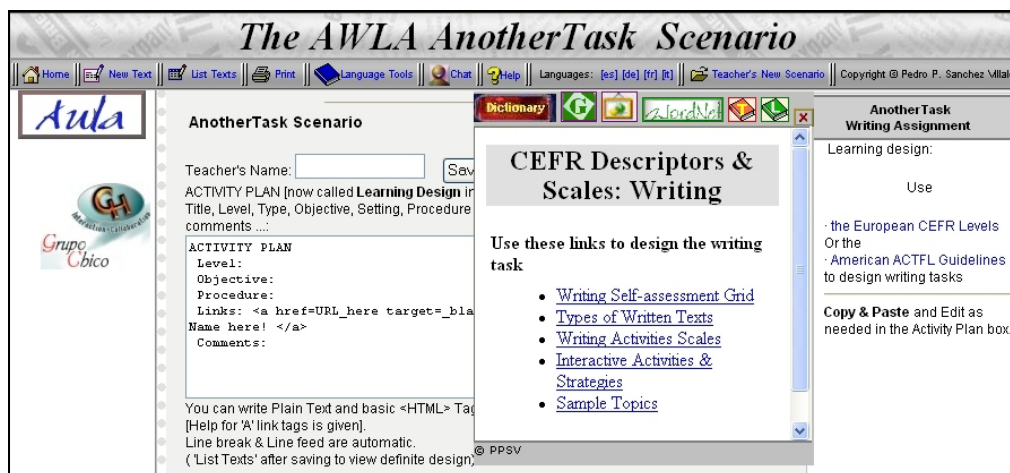 The AWLA AnotherTask Scenario
Home New Text List Texts Print Language Tools Chat Help Languages: [es] [de] [fr] [it] Teacher's New Scenario Copyright @ Pedro P. Sanchez Villal
Aula
Interaction-Collaboration
Grupo
Chico
AnotherTask Scenario
Teacher's Name: Sav
ACTIVITY PLAN [now called Learning Design in
Title, Level, Type, Objective, Setting, Procedure
comments ...:
ACTIVITY PLAN
Level:
Objective:
Procedure:
Links: <a href=URL_here target=_bla
Name here! </a>
Comments:
You can write Plain Text and basic <HTML> Tag
[Help for 'A' link tags is given].
Line break & Line feed are automatic.
( 'List Texts' after saving to view definite design)
Dictionary G WordNet T L x
CEFR Descriptors &
Scales: Writing
Use these links to design the writing
task
• Writing Self-assessment Grid
• Types of Written Texts
• Writing Activities Scales
• Interactive Activities &
Strategies
• Sample Topics
© PPSV
AnotherTask
Writing Assignment
Learning design:
Use
· the European CEFR Levels
Or the
· American ACTFL Guidelines
to design writing tasks
Copy & Paste and Edit as
needed in the Activity Plan box